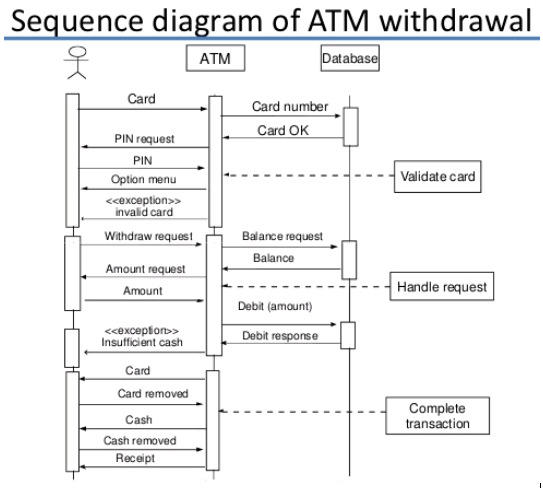 Sequence diagram of ATM withdrawal
ATM
Database
Card
Card number
Card OK
PIN request
PIN
Option menu
Validate card
<<exception>>
invalid card
Withdraw request
Balance request
Balance
Amount request
Handle request
Amount
Debit (amount)
<<exception>>
Insufficient cash
Debit response
Card
Card removed
Complete
transaction
Cash
Cash removed
Receipt